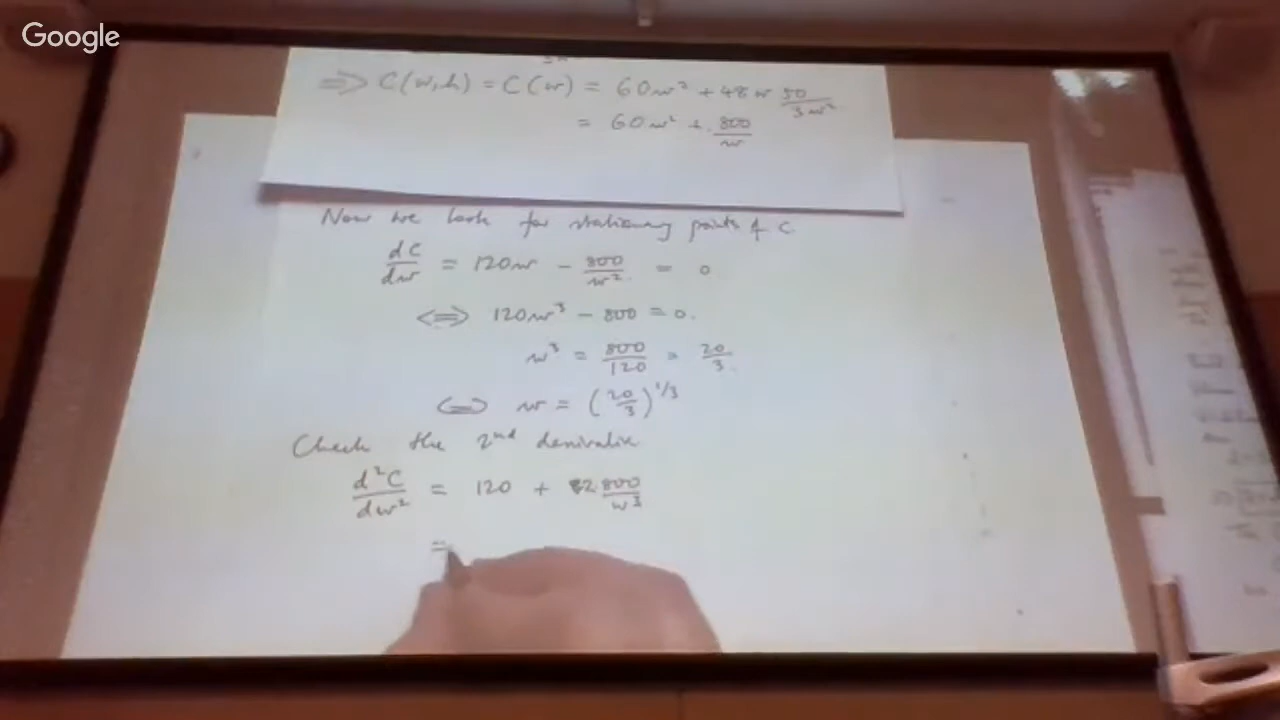 Google
⇒ C(w,h) = C(w) = 60w² + 48w 50/3w²
= 60w² + 800/w
Now we look for stationary points of C
dC/dw = 120w - 800/w² = 0
⇔ 120w³ - 800 = 0.
w³ = 800/120 = 20/3.
⇔ w = (20/3)^1/3
Check the 2nd derivative
d²C/dw² = 120 + 2 800/w³
=